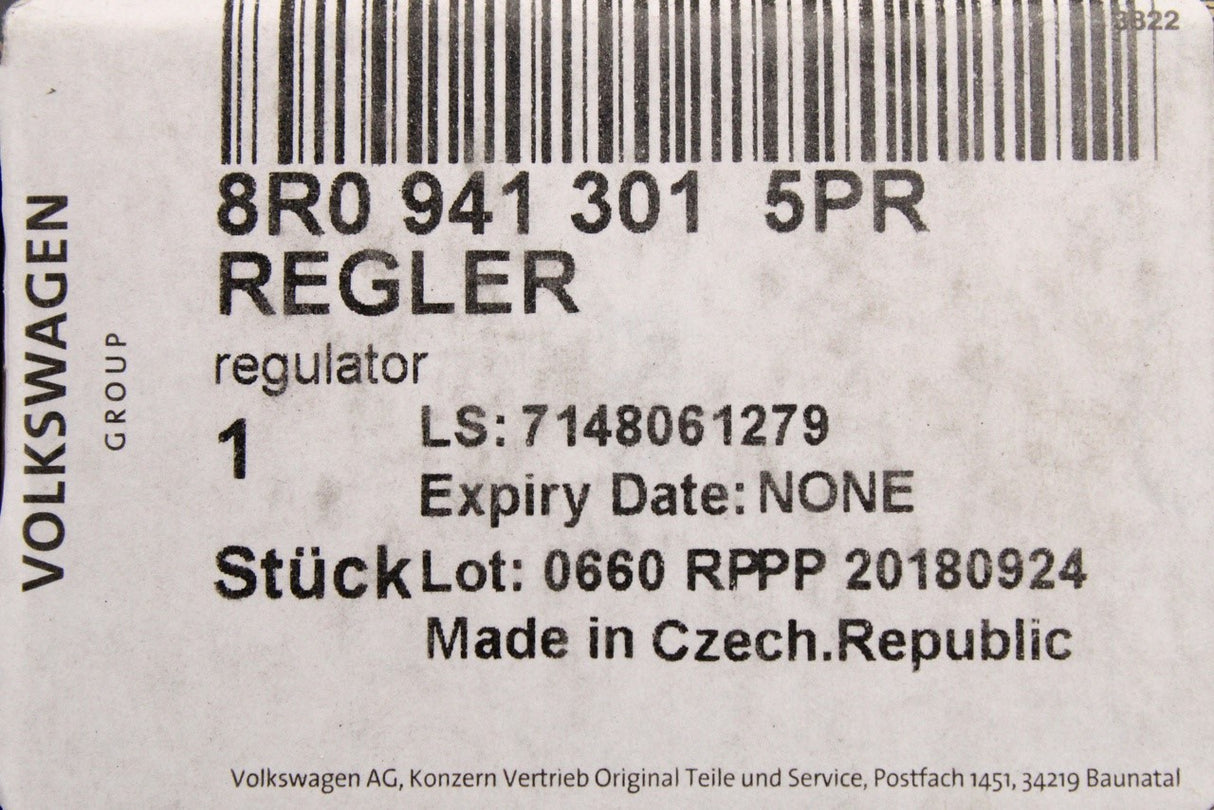 3822
8R0 941 301 5PR
REGLER
regulator
1
LS: 7148061279
Expiry Date: NONE
Stück
Lot: 0660 RPPP 20180924
Made in Czech.Republic
Volkswagen AG, Konzern Vertrieb Original Teile und Service, Postfach 1451, 34219 Baunatal
VOLKSWAGEN
GROUP